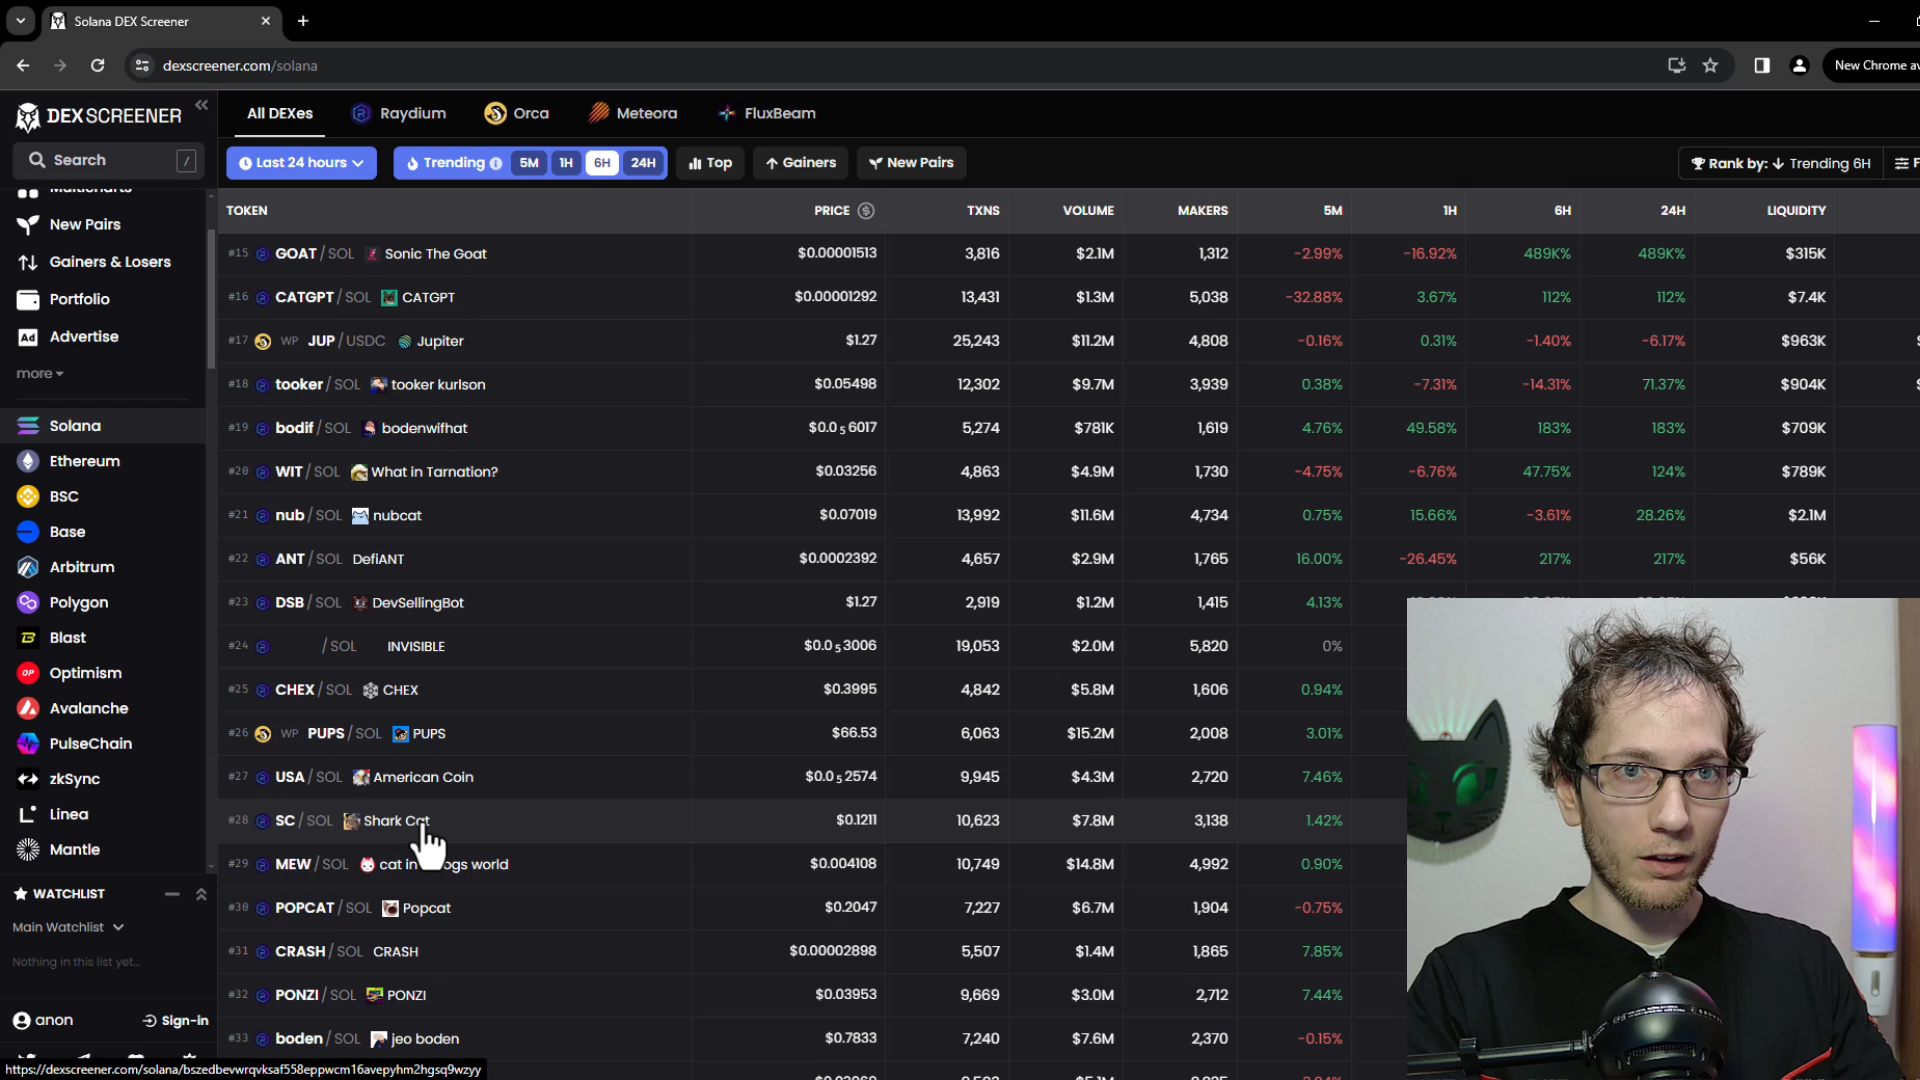 Solana DEX Screener
dexscreener.com/solana
New Chrome av
DEXSCREENER
All DEXes Raydium Orca Meteora FluxBeam
Search /
Last 24 hours Trending 5M 1H 6H 24H Top Gainers New Pairs Rank by: Trending 6H F
Multicharts
New Pairs
Gainers & Losers
Portfolio
Ad Advertise
more
Solana
Ethereum
BSC
Base
Arbitrum
Polygon
Blast
OP Optimism
Avalanche
PulseChain
zkSync
Linea
Mantle
WATCHLIST
Main Watchlist
Nothing in this list yet...
anon Sign-in
TOKEN PRICE TXNS VOLUME MAKERS 5M 1H 6H 24H LIQUIDITY
#15 GOAT / SOL Sonic The Goat $0.00001513 3,816 $2.1M 1,312 -2.99% -16.92% 489K% 489K% $315K
#16 CATGPT / SOL CATGPT $0.00001292 13,431 $1.3M 5,038 -32.88% 3.67% 112% 112% $7.4K
#17 WP JUP / USDC Jupiter $1.27 25,243 $11.2M 4,808 -0.16% 0.31% -1.40% -6.17% $963K
#18 tooker / SOL tooker kurlson $0.05498 12,302 $9.7M 3,939 0.38% -7.31% -14.31% 71.37% $904K
#19 bodif / SOL bodenwifhat $0.0₅6017 5,274 $781K 1,619 4.76% 49.58% 183% 183% $709K
#20 WIT / SOL What in Tarnation? $0.03256 4,863 $4.9M 1,730 -4.75% -6.76% 47.75% 124% $789K
#21 nub / SOL nubcat $0.07019 13,992 $11.6M 4,734 0.75% 15.66% -3.61% 28.26% $2.1M
#22 ANT / SOL DefiANT $0.0002392 4,657 $2.9M 1,765 16.00% -26.45% 217% 217% $56K
#23 DSB / SOL DevSellingBot $1.27 2,919 $1.2M 1,415 4.13%
#24 / SOL INVISIBLE $0.0₅3006 19,053 $2.0M 5,820 0%
#25 CHEX / SOL CHEX $0.3995 4,842 $5.8M 1,606 0.94%
#26 WP PUPS / SOL PUPS $66.53 6,063 $15.2M 2,008 3.01%
#27 USA / SOL American Coin $0.0₅2574 9,945 $4.3M 2,720 7.46%
#28 SC / SOL Shark Cat $0.1211 10,623 $7.8M 3,138 1.42%
#29 MEW / SOL cat in ogs world $0.004108 10,749 $14.8M 4,992 0.90%
#30 POPCAT / SOL Popcat $0.2047 7,227 $6.7M 1,904 -0.75%
#31 CRASH / SOL CRASH $0.00002898 5,507 $1.4M 1,865 7.85%
#32 PONZI / SOL PONZI $0.03953 9,669 $3.0M 2,712 7.44%
#33 boden / SOL jeo boden $0.7833 7,240 $7.6M 2,370 -0.15%
https://dexscreener.com/solana/bszedbevwrqvksaf558eppwcm16avepyhm2hgsq9wzyy